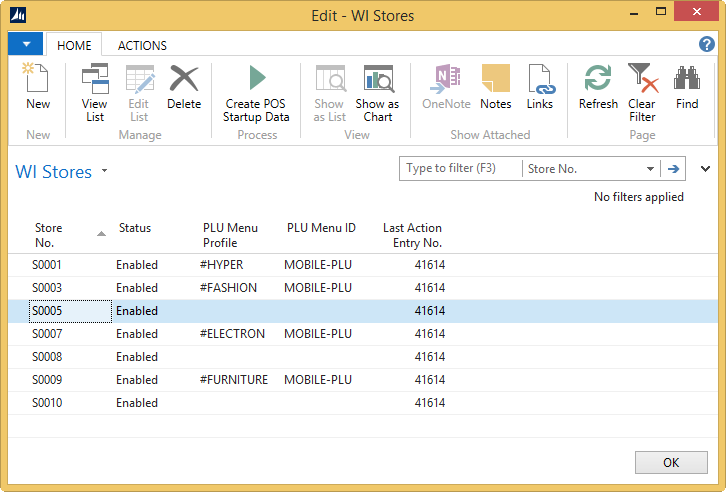 Edit - WI Stores
HOME ACTIONS
New View List Edit List Delete Create POS Startup Data Show as List Show as Chart OneNote Notes Links Refresh Clear Filter Find
New Manage Process View Show Attached Page
WI Stores Type to filter (F3) Store No.
No filters applied
Store No. Status PLU Menu Profile PLU Menu ID Last Action Entry No.
S0001 Enabled #HYPER MOBILE-PLU 41614
S0003 Enabled #FASHION MOBILE-PLU 41614
S0005 Enabled 41614
S0007 Enabled #ELECTRON MOBILE-PLU 41614
S0008 Enabled 41614
S0009 Enabled #FURNITURE MOBILE-PLU 41614
S0010 Enabled 41614
OK